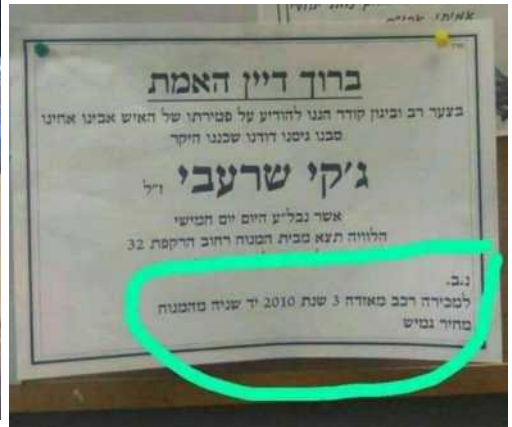 ברוך דיין האמת
בצער רב וביגון קודר הננו להודיע על פטירתו של האיש אבינו אחינו
סבנו גיסנו דודנו שכננו היקר
ג'קי שרעבי ז"ל
אשר נבל"ע היום יום חמישי
הלוויה תצא מבית המנוח רחוב הרקפת 32
נ.ב.
למכירה רכב מאזדה 3 שנת 2010 יד שניה מהמנוח
מחיר גמיש